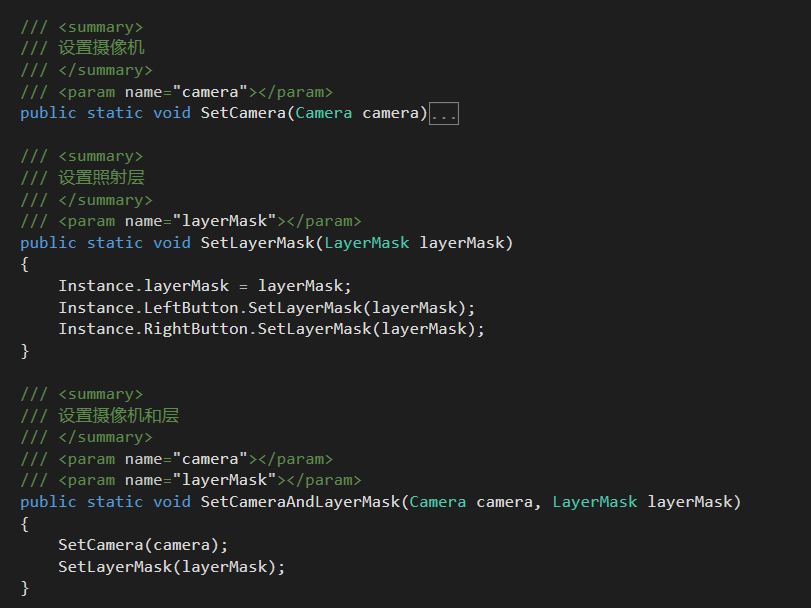 /// <summary>
/// 设置摄像机
/// </summary>
/// <param name="camera"></param>
public static void SetCamera(Camera camera)...
/// <summary>
/// 设置照射层
/// </summary>
/// <param name="layerMask"></param>
public static void SetLayerMask(LayerMask layerMask)
{
    Instance.layerMask = layerMask;
    Instance.LeftButton.SetLayerMask(layerMask);
    Instance.RightButton.SetLayerMask(layerMask);
}
/// <summary>
/// 设置摄像机和层
/// </summary>
/// <param name="camera"></param>
/// <param name="layerMask"></param>
public static void SetCameraAndLayerMask(Camera camera, LayerMask layerMask)
{
    SetCamera(camera);
    SetLayerMask(layerMask);
}